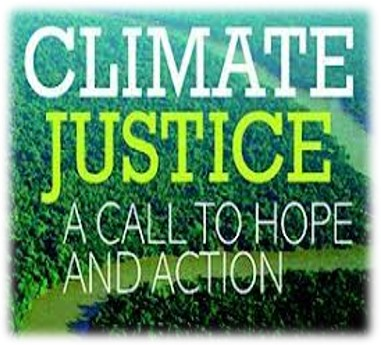 CLIMATE
JUSTICE
A CALL TO HOPE
AND ACTION